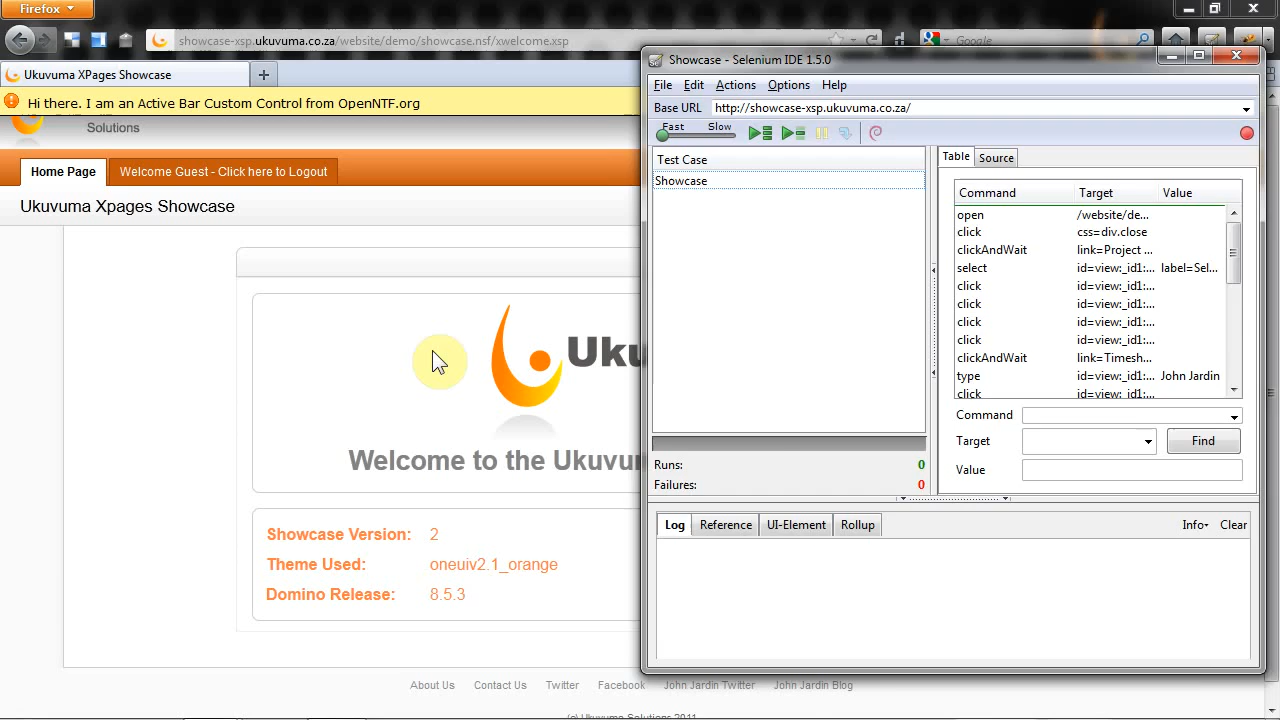 Firefox
showcase-xsp.ukuvuma.co.za/website/demo/showcase.nsf/xwelcome.xsp
Google
Ukuvuma XPages Showcase
Hi there. I am an Active Bar Custom Control from OpenNTF.org
Solutions
Home Page
Welcome Guest - Click here to Logout
Ukuvuma Xpages Showcase
Uku
Welcome to the Ukuvu
Showcase Version: 2
Theme Used: oneuiv2.1_orange
Domino Release: 8.5.3
About Us Contact Us Twitter Facebook John Jardin Twitter John Jardin Blog
(c) Ukuvuma Solutions 2011
Showcase - Selenium IDE 1.5.0
File Edit Actions Options Help
Base URL http://showcase-xsp.ukuvuma.co.za/
Fast Slow
Test Case
Showcase
Runs: 0
Failures: 0
Table Source
Command Target Value
open /website/de...
click css=div.close
clickAndWait link=Project ...
select id=view:_id1:... label=Sel...
click id=view:_id1:...
click id=view:_id1:...
click id=view:_id1:...
click id=view:_id1:...
clickAndWait link=Timesh...
type id=view:_id1:... John Jardin
click id=view:_id1:...
Command
Target Find
Value
Log Reference UI-Element Rollup Info Clear